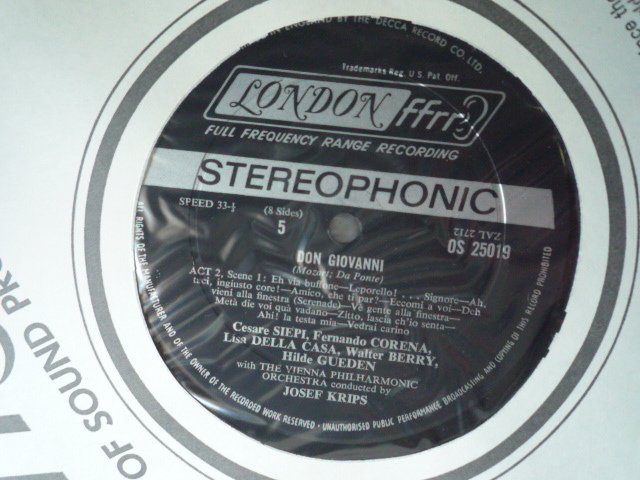 IN ENGLAND BY THE DECCA RECORD CO. LTD.
Trademarks Reg. U.S. Pat. Off.
LONDON ffrr
FULL FREQUENCY RANGE RECORDING
STEREOPHONIC
SPEED 33-⅓
(8 Sides)
5
ZAL 2712
OS 25019
DON GIOVANNI
(Mozart; Da Ponte)
ACT 2, Scene 1: Eh via buffone—Leporello! . . . Signore—Ah,
taci, ingiusto core!—Amico, che ti par?—Eccomi a voi—Deh
vieni alla finestra (Serenade)—V'è gente alla finestra—
Metà di voi quà vadano—Zitto, lascia ch'io senta—
Ahi! la testa mia—Vedrai carino
Cesare SIEPI, Fernando CORENA,
Lisa DELLA CASA, Walter BERRY,
Hilde GUEDEN
with THE VIENNA PHILHARMONIC
ORCHESTRA conducted by
JOSEF KRIPS
ALL RIGHTS OF THE MANUFACTURER AND OF THE OWNER OF THE RECORDED WORK RESERVED · UNAUTHORISED PUBLIC PERFORMANCE BROADCASTING AND COPYING OF THIS RECORD PROHIBITED
OF SOUND